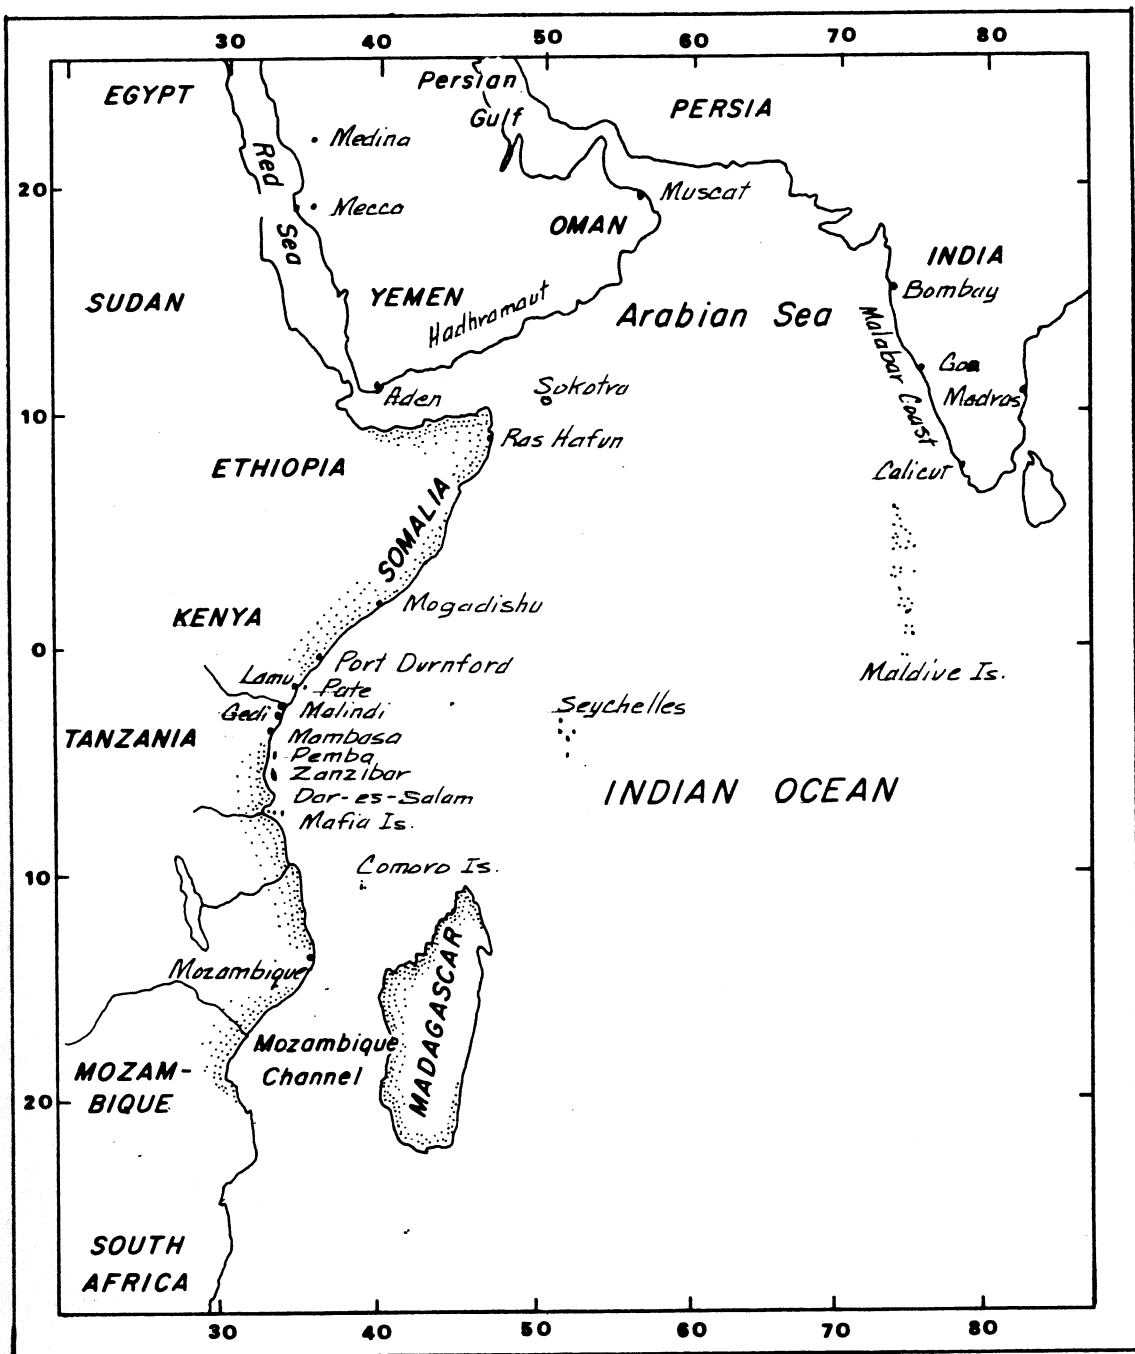 30 40 50 60 70 80
EGYPT
Persian
Gulf
PERSIA
Medina
Red
Sea
20
Mecca
Muscat
OMAN
INDIA
SUDAN
YEMEN
Hadhramaut
Arabian Sea
Bombay
Malabar Coast
Goa
Aden
Sokotra
Madras
10
Ras Hafun
ETHIOPIA
Calicut
SOMALIA
Mogadishu
KENYA
0
Port Durnford
Lamu
Pate
Maldive Is.
Gedi
Malindi
Seychelles
TANZANIA
Mombasa
Pemba
Zanzibar
INDIAN OCEAN
Dar-es-Salam
Mafia Is.
Comoro Is.
10
MADAGASCAR
Mozambique
Mozambique
Channel
MOZAM-
BIQUE
20
SOUTH
AFRICA
30 40 50 60 70 80